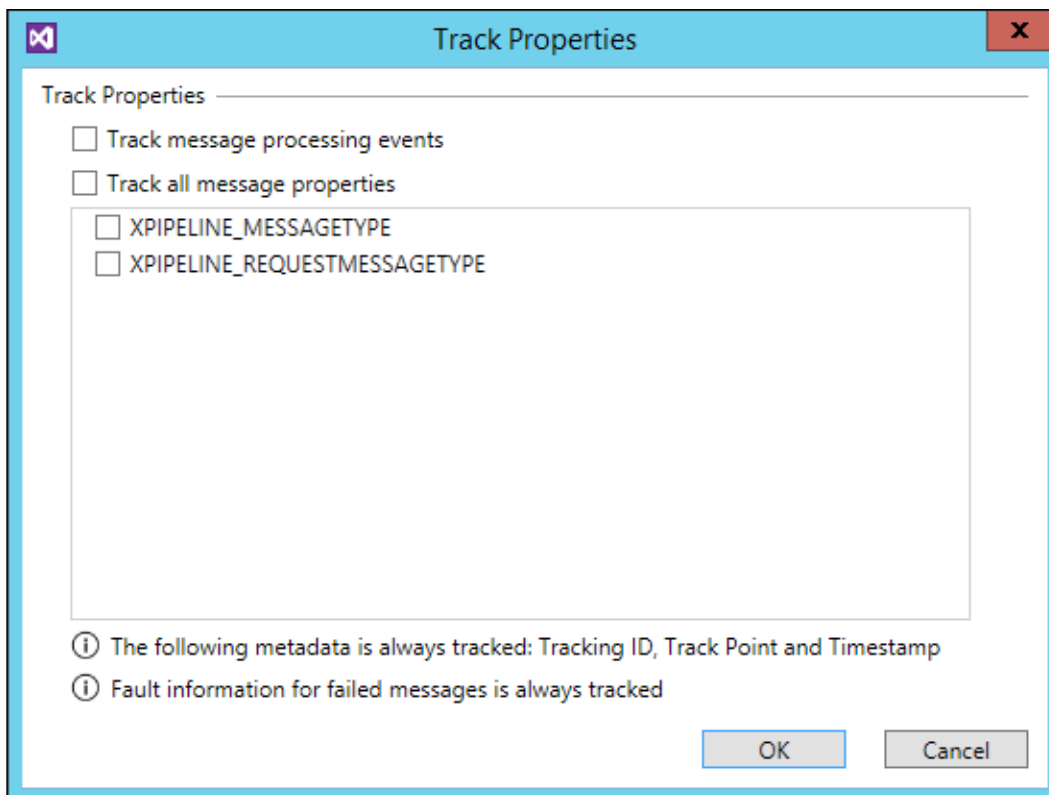 Track Properties
x
Track Properties
Track message processing events
Track all message properties
XPIPELINE_MESSAGETYPE
XPIPELINE_REQUESTMESSAGETYPE
The following metadata is always tracked: Tracking ID, Track Point and Timestamp
Fault information for failed messages is always tracked
OK
Cancel